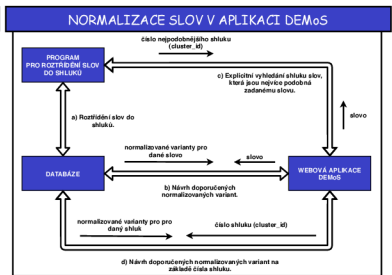 NORMALIZACE SLOV V APLIKACI DEMoS
číslo nejpodobnějšího shluku
(cluster_id)
PROGRAM
PRO ROZTŘÍDĚNÍ SLOV
DO SHLUKŮ
c) Explicitní vyhledání shluku slov,
která jsou nejvíce podobná
zadanému slovu.
slovo
a) Roztřídění slov do
shluků.
normalizované varianty pro
dané slovo
slovo
DATABÁZE
WEBOVÁ APLIKACE
DEMoS
b) Návrh doporučených
normalizovaných variant.
normalizované varianty pro pro
daný shluk
číslo shluku (cluster_id)
d) Návrh doporučených normalizovaných variant na
základě čísla shluku.